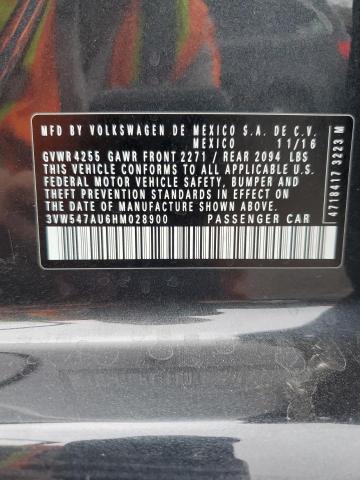 MFD BY VOLKSWAGEN DE MEXICO S.A. DE C.V.
MEXICO 11/16
GVWR 4255 GAWR FRONT 2271 / REAR 2094 LBS
THIS VEHICLE CONFORMS TO ALL APPLICABLE U.S.
FEDERAL MOTOR VEHICLE SAFETY, BUMPER AND
THEFT PREVENTION STANDARDS IN EFFECT ON THE
DATE OF MANUFACTURE SHOWN ABOVE.
3VW547AU6HM028900 PASSENGER CAR
4718417 3223 M